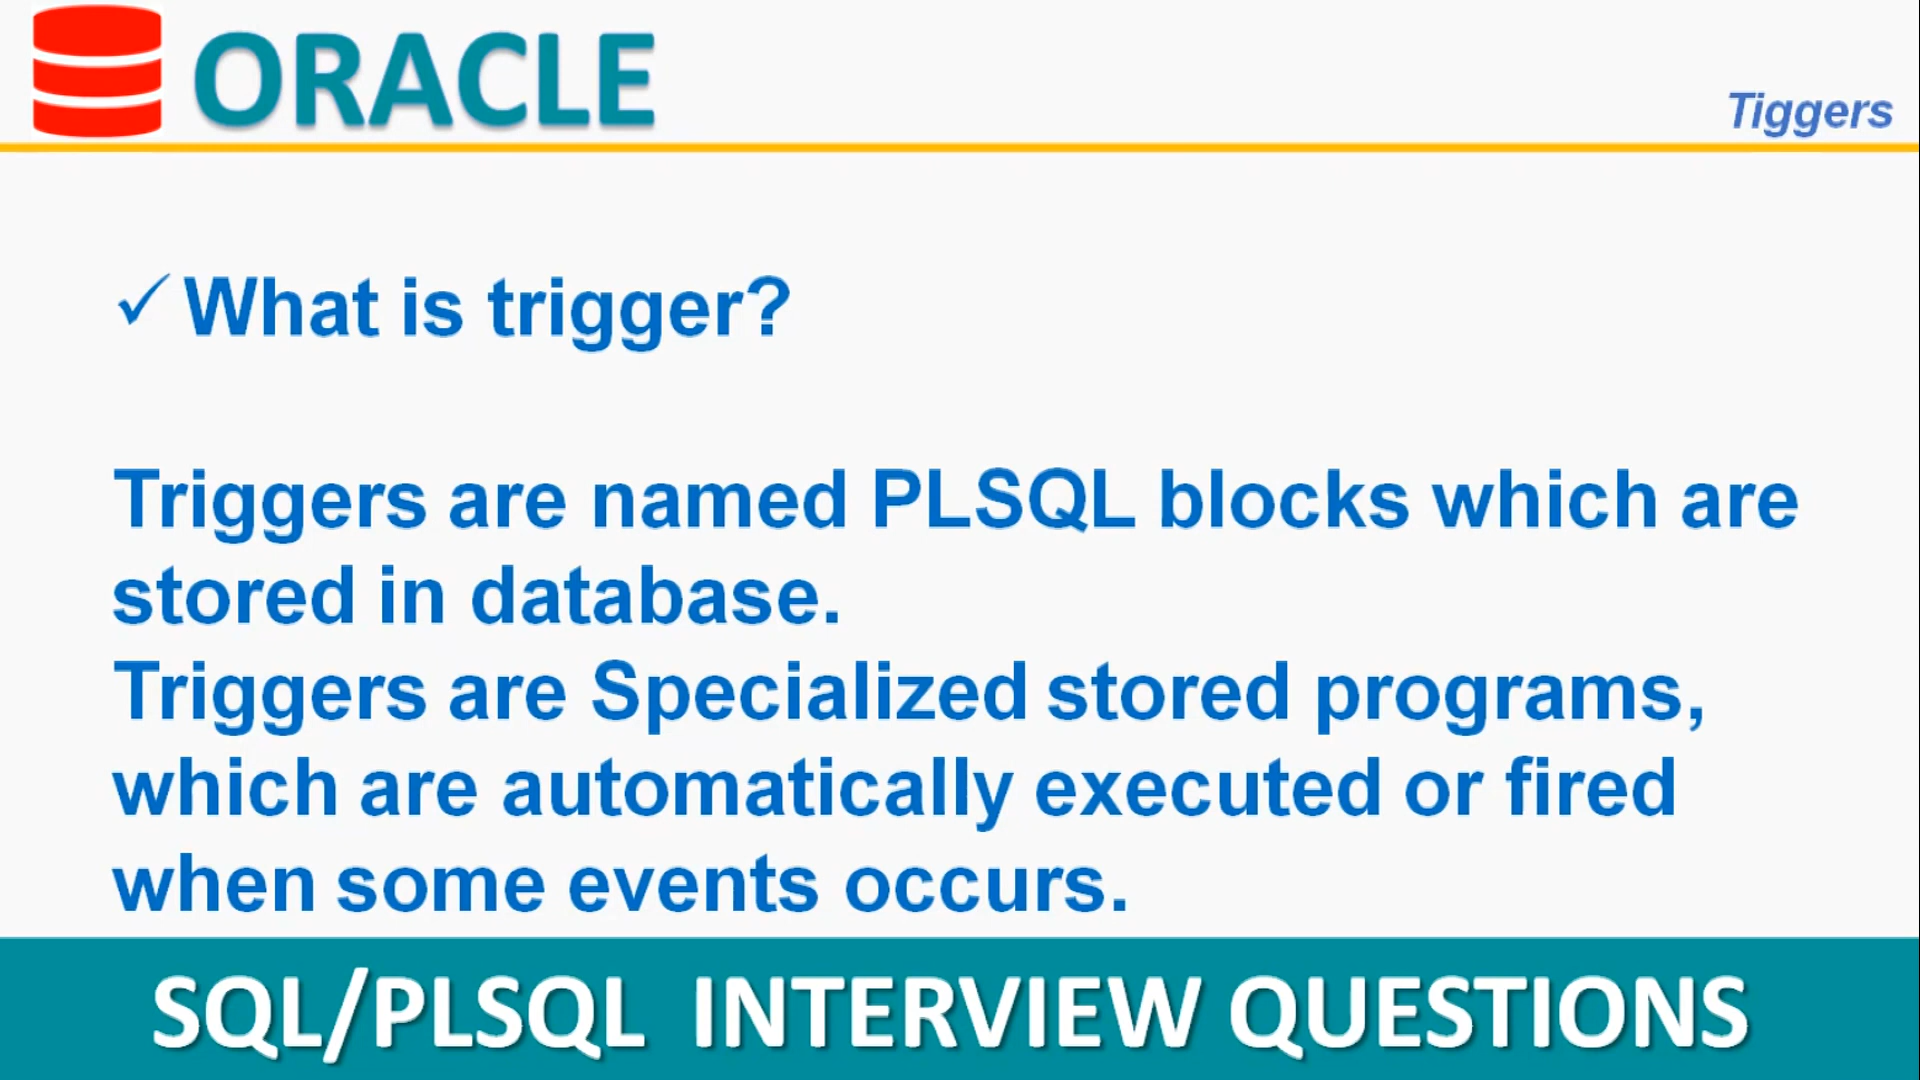 ORACLE
Tiggers
✓ What is trigger?
Triggers are named PLSQL blocks which are
stored in database.
Triggers are Specialized stored programs,
which are automatically executed or fired
when some events occurs.
SQL/PLSQL INTERVIEW QUESTIONS